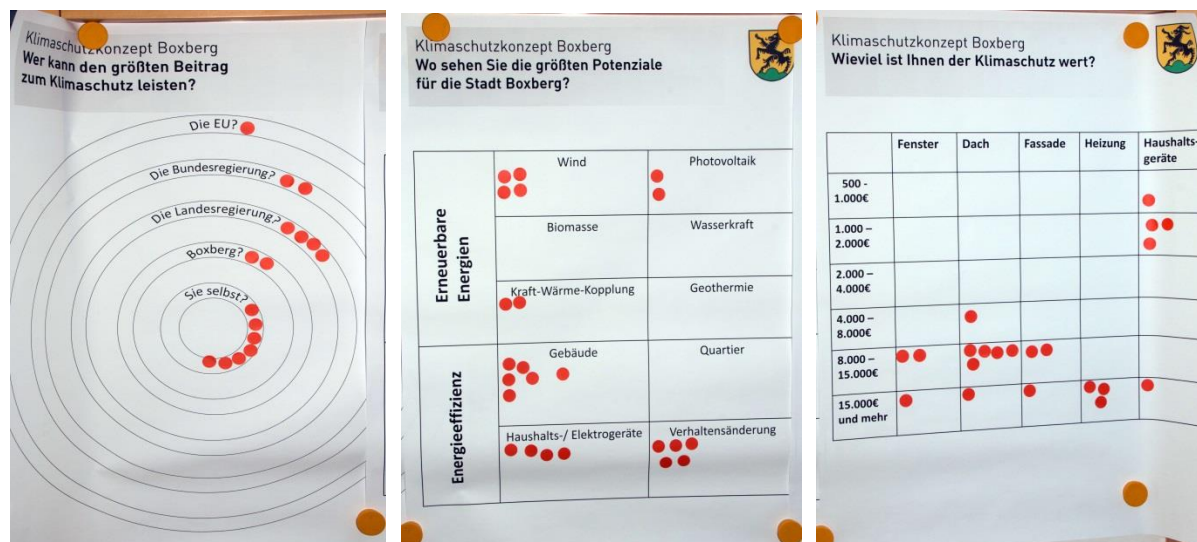 Klimaschutzkonzept Boxberg
Wer kann den größten Beitrag
zum Klimaschutz leisten?
Die EU?
Die Bundesregierung?
Die Landesregierung?
Boxberg?
Sie selbst?
Klimaschutzkonzept Boxberg
Wo sehen Sie die größten Potenziale
für die Stadt Boxberg?
Erneuerbare
Energien
Wind
Photovoltaik
Biomasse
Wasserkraft
Kraft-Wärme-Kopplung
Geothermie
Energieeffizienz
Gebäude
Quartier
Haushalts-/ Elektrogeräte
Verhaltensänderung
Klimaschutzkonzept Boxberg
Wieviel ist Ihnen der Klimaschutz wert?
Fenster Dach Fassade Heizung Haushalts-
geräte
500 -
1.000€
1.000 –
2.000€
2.000 –
4.000€
4.000 –
8.000€
8.000 –
15.000€
15.000€
und mehr